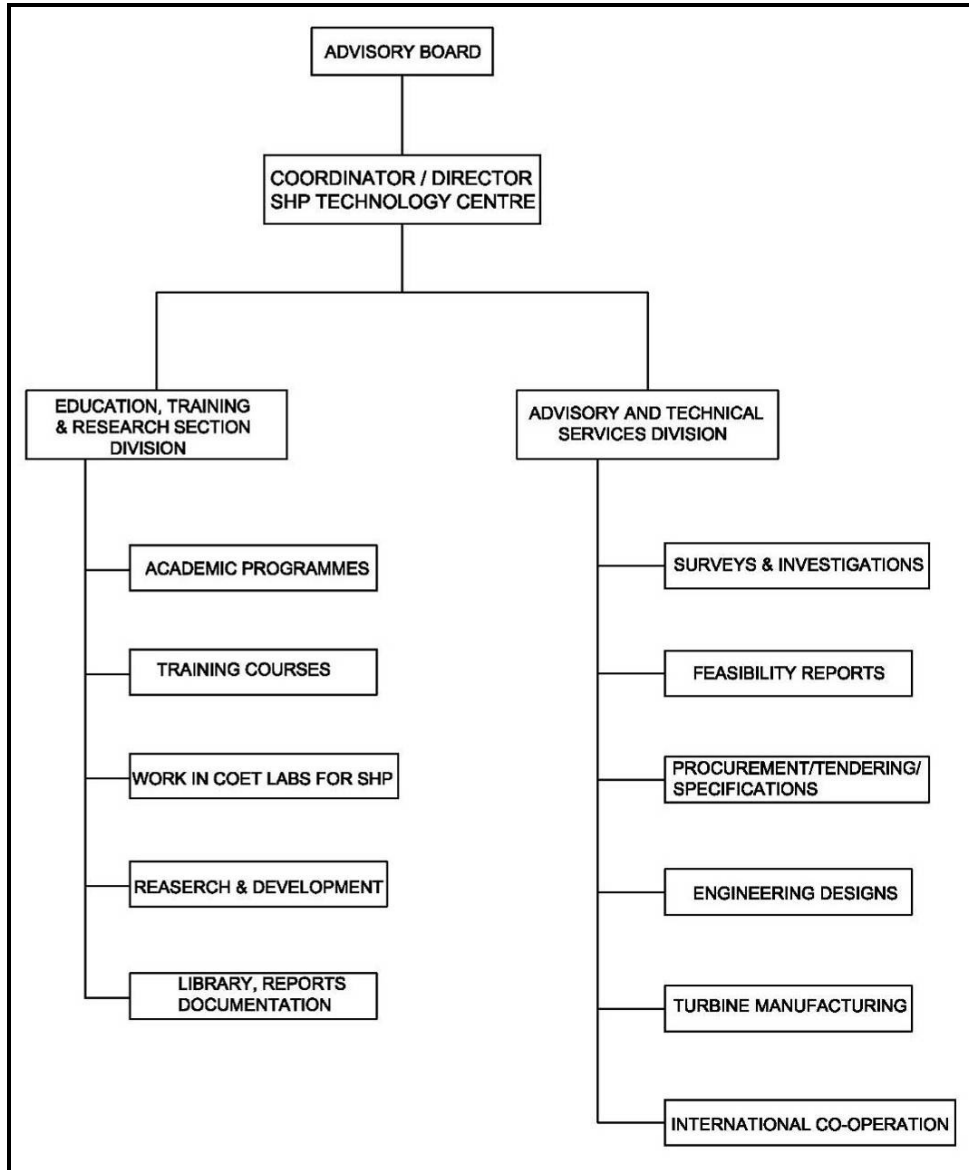 ADVISORY BOARD
COORDINATOR / DIRECTOR
SHP TECHNOLOGY CENTRE
EDUCATION, TRAINING
& RESEARCH SECTION
DIVISION
ACADEMIC PROGRAMMES
TRAINING COURSES
WORK IN COET LABS FOR SHP
REASERCH & DEVELOPMENT
LIBRARY, REPORTS
DOCUMENTATION
ADVISORY AND TECHNICAL
SERVICES DIVISION
SURVEYS & INVESTIGATIONS
FEASIBILITY REPORTS
PROCUREMENT/TENDERING/
SPECIFICATIONS
ENGINEERING DESIGNS
TURBINE MANUFACTURING
INTERNATIONAL CO-OPERATION